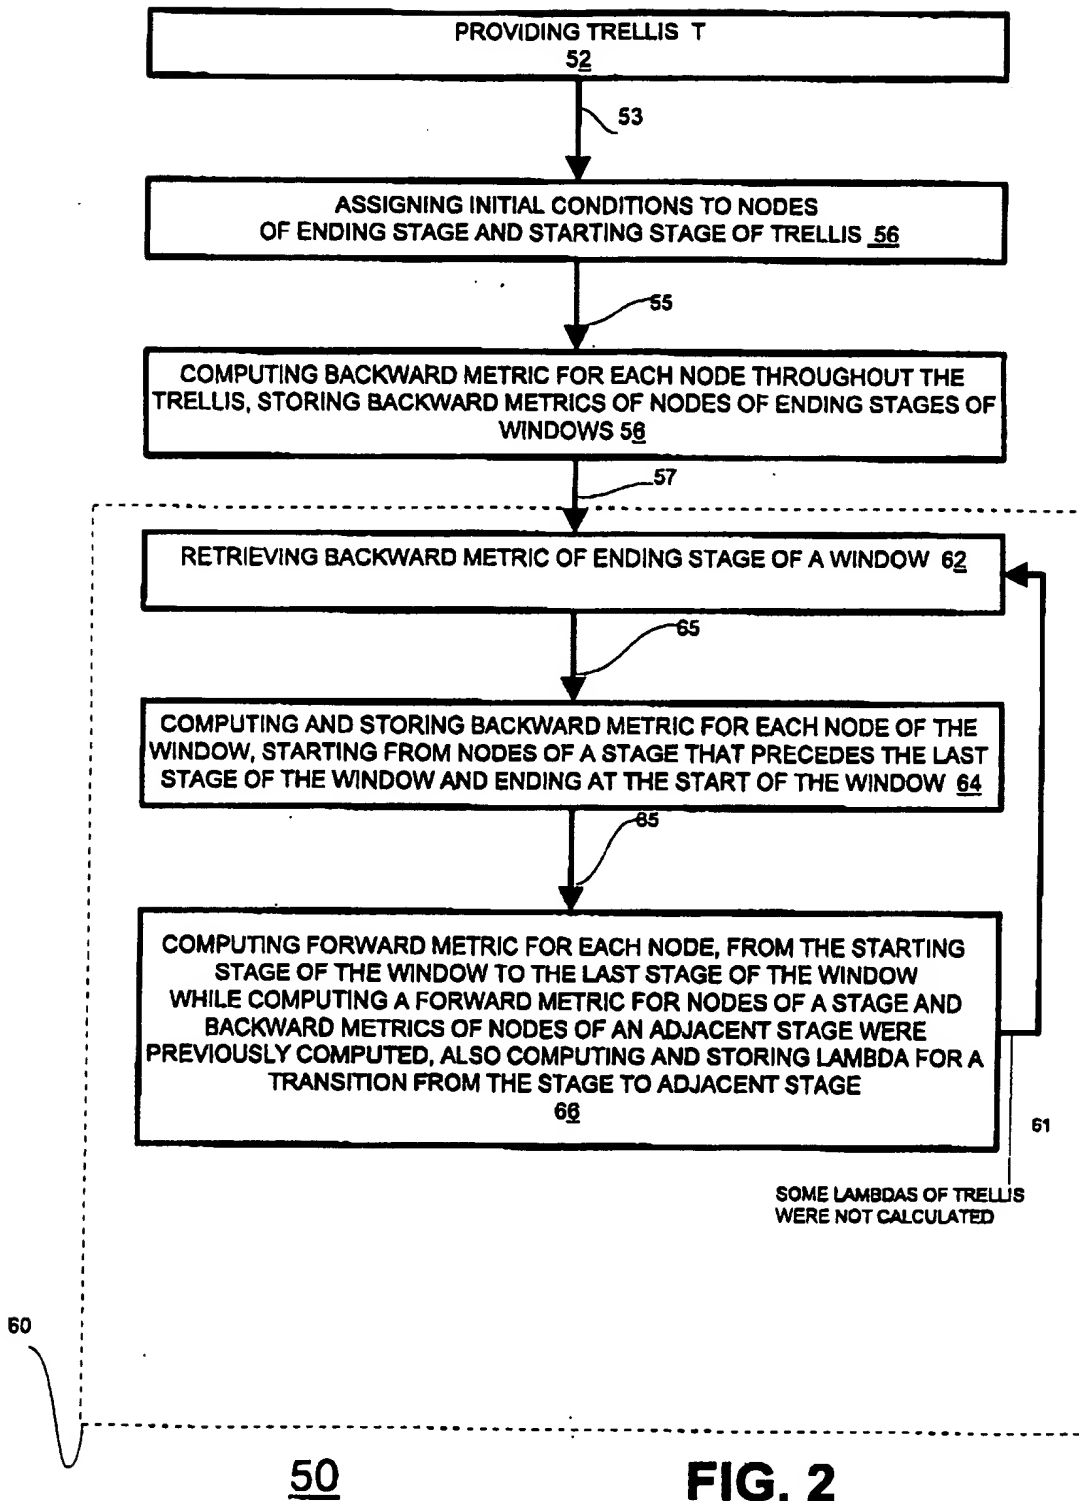 PROVIDING TRELLIS T
52
53
ASSIGNING INITIAL CONDITIONS TO NODES
OF ENDING STAGE AND STARTING STAGE OF TRELLIS 56
55
COMPUTING BACKWARD METRIC FOR EACH NODE THROUGHOUT THE
TRELLIS, STORING BACKWARD METRICS OF NODES OF ENDING STAGES OF
WINDOWS 56
57
RETRIEVING BACKWARD METRIC OF ENDING STAGE OF A WINDOW 62
65
COMPUTING AND STORING BACKWARD METRIC FOR EACH NODE OF THE
WINDOW, STARTING FROM NODES OF A STAGE THAT PRECEDES THE LAST
STAGE OF THE WINDOW AND ENDING AT THE START OF THE WINDOW 64
65
COMPUTING FORWARD METRIC FOR EACH NODE, FROM THE STARTING
STAGE OF THE WINDOW TO THE LAST STAGE OF THE WINDOW
WHILE COMPUTING A FORWARD METRIC FOR NODES OF A STAGE AND
BACKWARD METRICS OF NODES OF AN ADJACENT STAGE WERE
PREVIOUSLY COMPUTED, ALSO COMPUTING AND STORING LAMBDA FOR A
TRANSITION FROM THE STAGE TO ADJACENT STAGE
66
61
SOME LAMBDAS OF TRELLIS
WERE NOT CALCULATED
60
50
FIG. 2